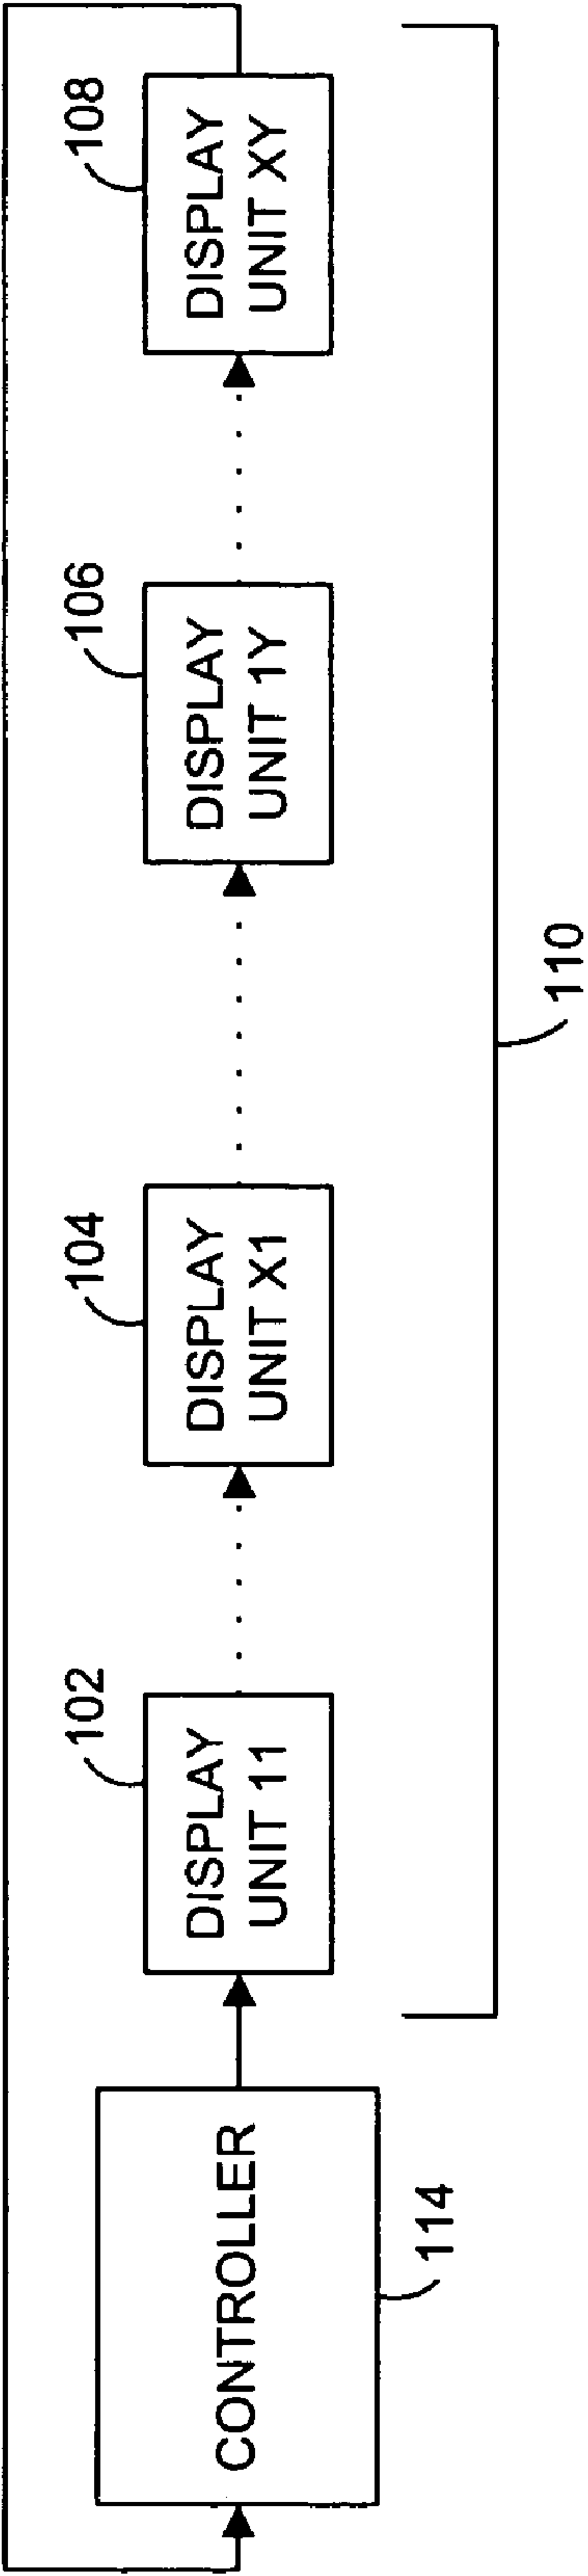 108
106
104
102
DISPLAY
UNIT XY
DISPLAY
UNIT 1Y
DISPLAY
UNIT X1
DISPLAY
UNIT 11
CONTROLLER
114
110